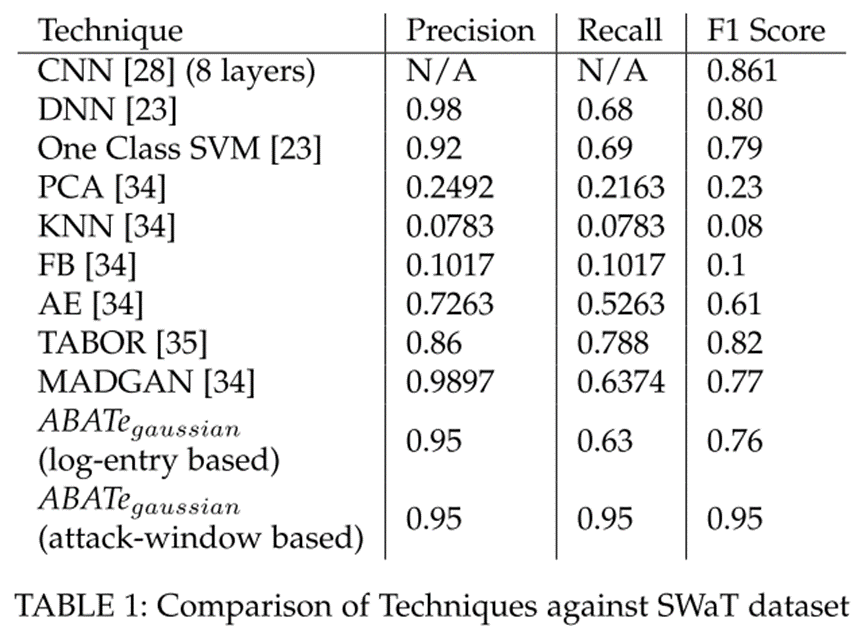 Technique Precision Recall F1 Score
CNN [28] (8 layers) N/A N/A 0.861
DNN [23] 0.98 0.68 0.80
One Class SVM [23] 0.92 0.69 0.79
PCA [34] 0.2492 0.2163 0.23
KNN [34] 0.0783 0.0783 0.08
FB [34] 0.1017 0.1017 0.1
AE [34] 0.7263 0.5263 0.61
TABOR [35] 0.86 0.788 0.82
MADGAN [34] 0.9897 0.6374 0.77
ABATe gaussian
(log-entry based) 0.95 0.63 0.76
ABATe gaussian
(attack-window based) 0.95 0.95 0.95
TABLE 1: Comparison of Techniques against SWaT dataset